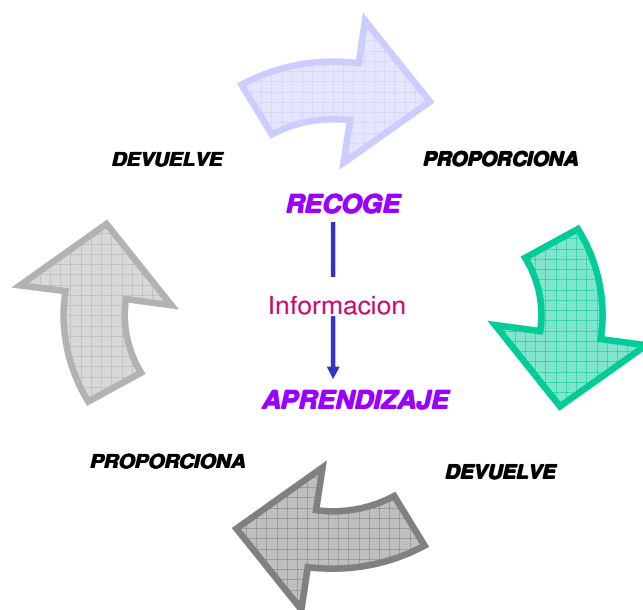 DEVUELVE
PROPORCIONA
RECOGE
Informacion
APRENDIZAJE
PROPORCIONA
DEVUELVE